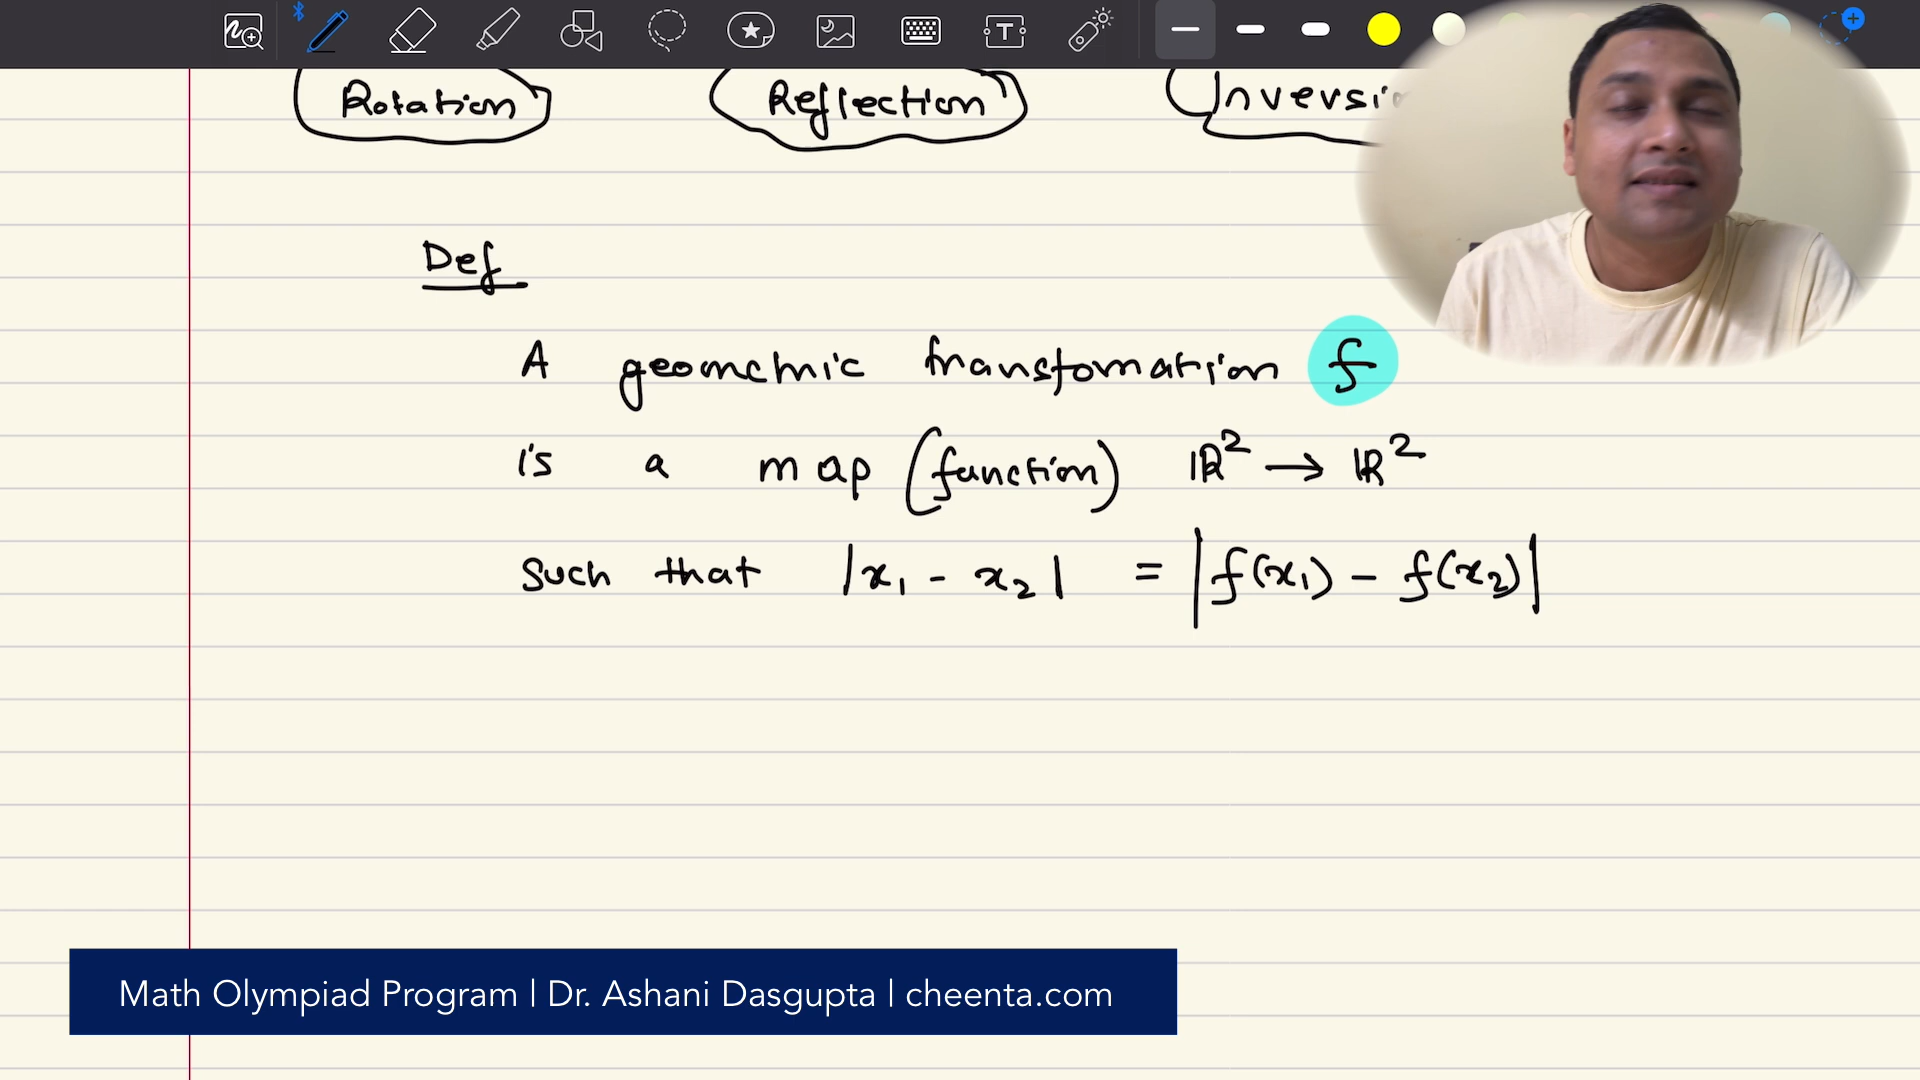 Rotation Reflection Inversi
Def
A geometric transfomation f
is a map (function) ℝ² → ℝ²
such that |x₁ - x₂| = |f(x₁) - f(x₂)|
Math Olympiad Program | Dr. Ashani Dasgupta | cheenta.com